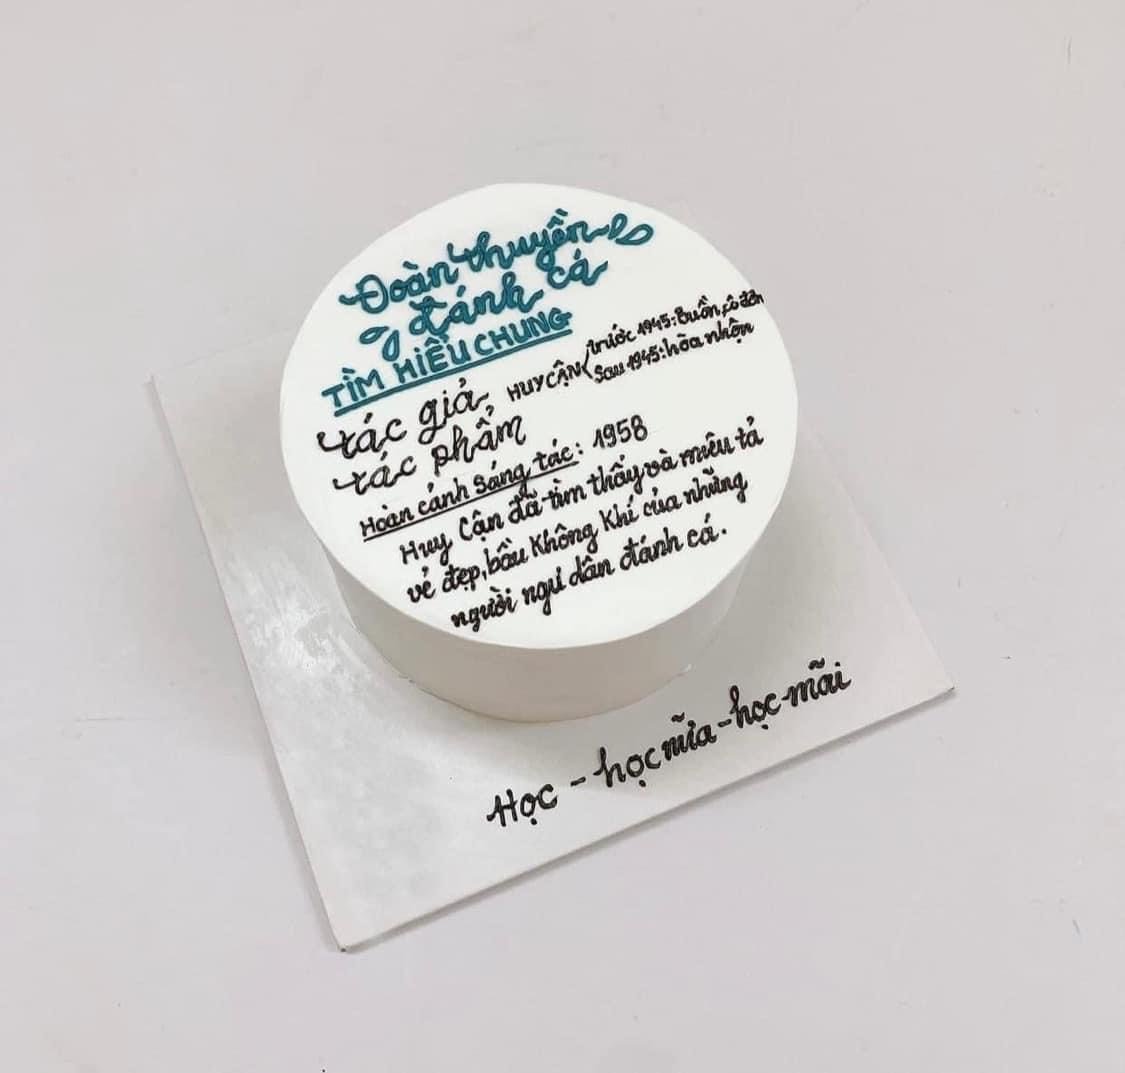 Đoàn thuyền
đánh cá
TÌM HIỂU CHUNG
tác giả HUY CẬN trước 1945: Buồn, cô đơn
Sau 1945: hòa nhộn
tác phẩm
Hoàn cảnh sáng tác: 1958
Huy Cận đã tìm thấy và miêu tả
vẻ đẹp, bầu không khí của những
người ngư dân đánh cá.
Học - học mĩa - học mãi